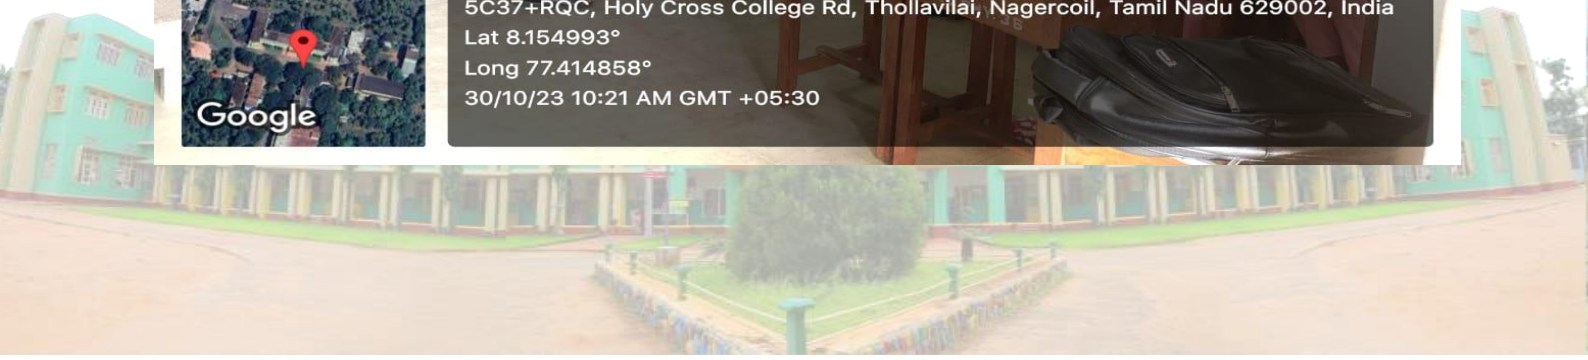 5C37+RQC, Holy Cross College Rd, Thollavilai, Nagercoil, Tamil Nadu 629002, India
Lat 8.154993°
Long 77.414858°
30/10/23 10:21 AM GMT +05:30
Google